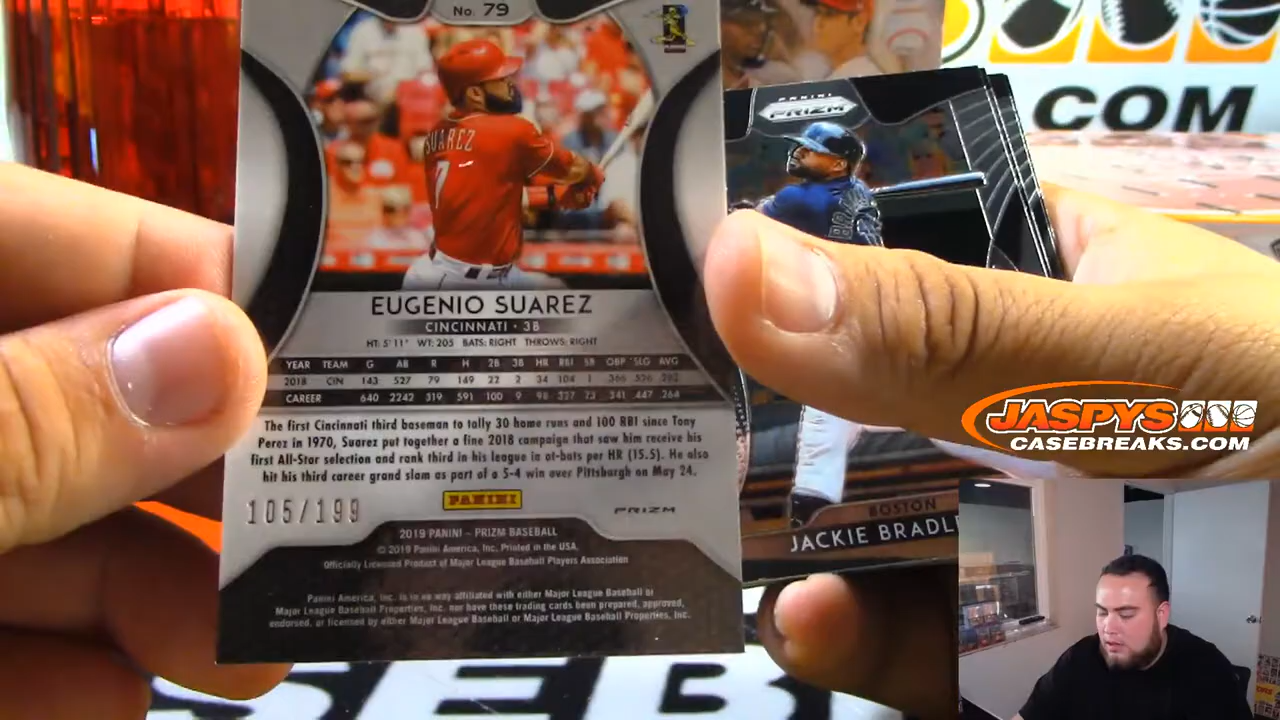 No. 79
SUAREZ
7
EUGENIO SUAREZ
CINCINNATI • 3B
HT: 5' 11" WT: 205 BATS: RIGHT THROWS: RIGHT
YEAR TEAM G AB R H 2B 3B HR RBI SB OBP SLG AVG
2018 CIN 143 527 79 149 22 2 34 104 1 .366 .526 .283
CAREER 640 2242 319 591 100 9 98 327 23 .341 .447 .264
The first Cincinnati third baseman to tally 30 home runs and 100 RBI since Tony
Perez in 1970, Suarez put together a fine 2018 campaign that saw him receive his
first All-Star selection and rank third in his league in at-bats per HR (15.5). He also
hit his third career grand slam as part of a 5-4 win over Pittsburgh on May 24.
105/199
PANINI
PRIZM
2019 PANINI – PRIZM BASEBALL
© 2019 Panini America, Inc. Printed in the USA.
Officially Licensed Product of Major League Baseball Players Association
Panini America, Inc. is in no way affiliated with either Major League Baseball or
Major League Baseball Properties, Inc. nor have these trading cards been prepared, approved,
endorsed, or licensed by either Major League Baseball or Major League Baseball Properties, Inc.
PANINI
PRIZM
BOSTON
JACKIE BRADL
COM
JASPYS
CASEBREAKS.COM